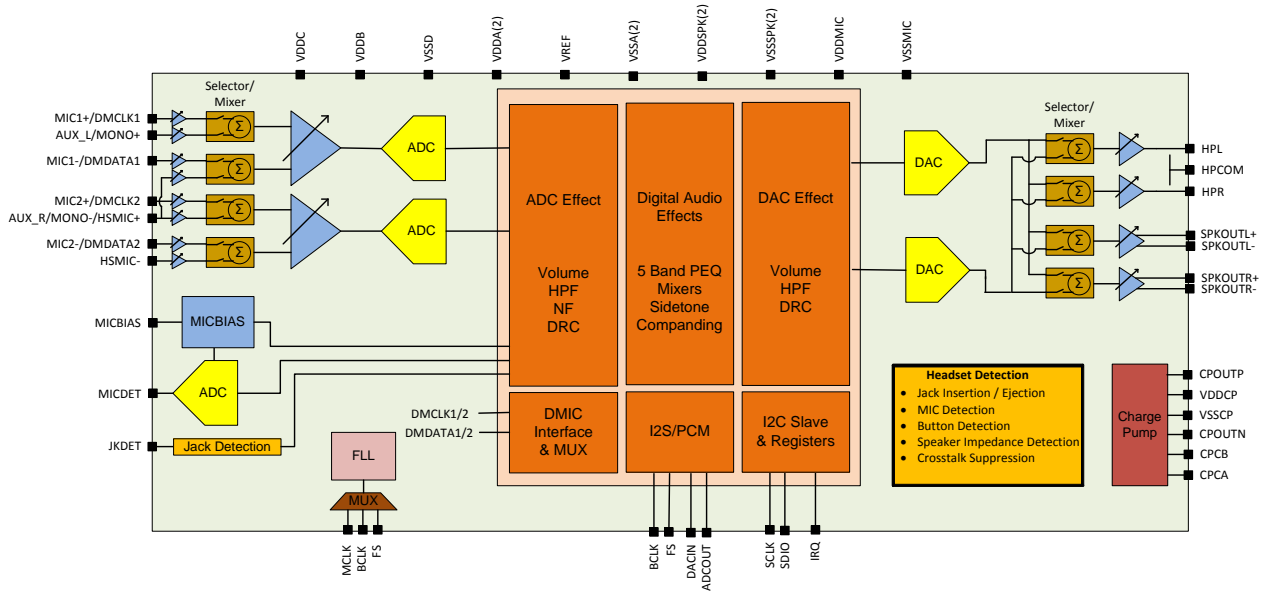 VDDC
VDDB
VSSD
VDDA(2)
VREF
VSSA(2)
VDDSPK(2)
VSSSPK(2)
VDDMIC
VSSMIC
Selector/
Mixer
MIC1+/DMCLK1
AUX_L/MONO+
MIC1-/DMDATA1
MIC2+/DMCLK2
AUX_R/MONO-/HSMIC+
MIC2-/DMDATA2
HSMIC-
MICBIAS
MICDET
JKDET
Σ
Σ
Σ
Σ
ADC
ADC
MICBIAS
ADC
Jack Detection
FLL
MUX
MCLK
BCLK
FS
ADC Effect
Volume
HPF
NF
DRC
Digital Audio
Effects
5 Band PEQ
Mixers
Sidetone
Companding
DAC Effect
Volume
HPF
DRC
DMCLK1/2
DMDATA1/2
DMIC
Interface
& MUX
I2S/PCM
I2C Slave
& Registers
BCLK
FS
DACIN
ADCOUT
SCLK
SDIO
IRQ
DAC
DAC
Selector/
Mixer
Σ
Σ
Σ
Σ
HPL
HPCOM
HPR
SPKOUTL+
SPKOUTL-
SPKOUTR+
SPKOUTR-
Headset Detection
• Jack Insertion / Ejection
• MIC Detection
• Button Detection
• Speaker Impedance Detection
• Crosstalk Suppression
Charge
Pump
CPOUTP
VDDCP
VSSCP
CPOUTN
CPCB
CPCA